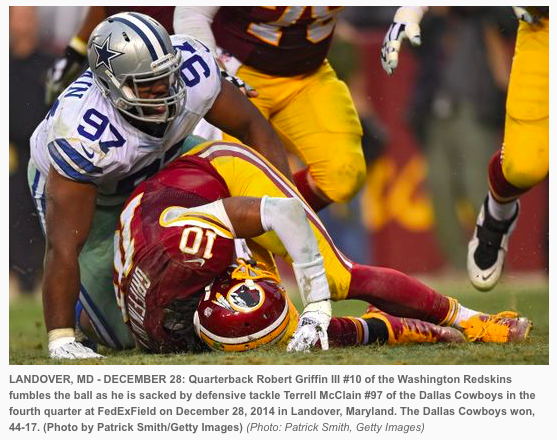 97
97
10
LANDOVER, MD - DECEMBER 28: Quarterback Robert Griffin III #10 of the Washington Redskins
fumbles the ball as he is sacked by defensive tackle Terrell McClain #97 of the Dallas Cowboys in the
fourth quarter at FedExField on December 28, 2014 in Landover, Maryland. The Dallas Cowboys won,
44-17. (Photo by Patrick Smith/Getty Images) (Photo: Patrick Smith, Getty Images)